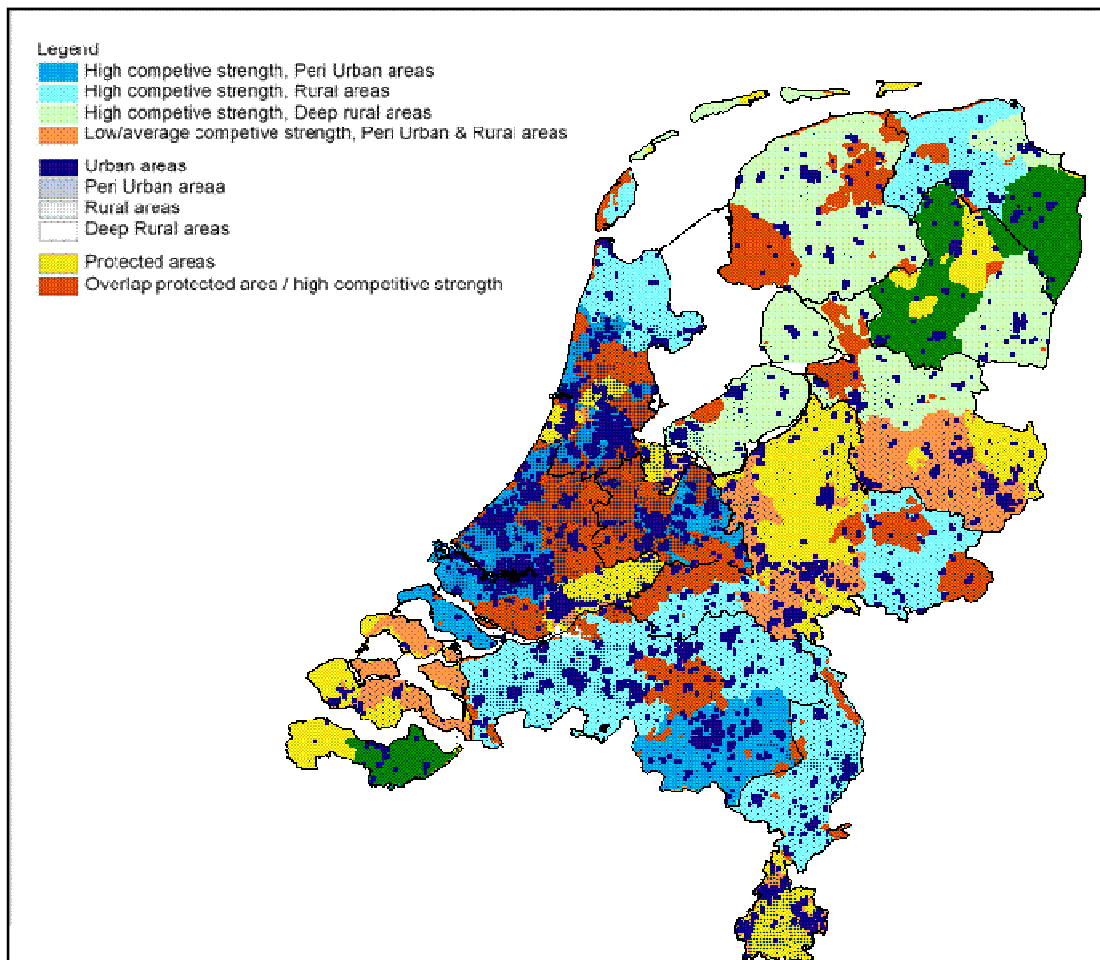 Legend
High competive strength, Peri Urban areas
High competive strength, Rural areas
High competive strength, Deep rural areas
Low/average competive strength, Peri Urban & Rural areas
Urban areas
Peri Urban areaa
Rural areas
Deep Rural areas
Protected areas
Overlap protected area / high competitive strength